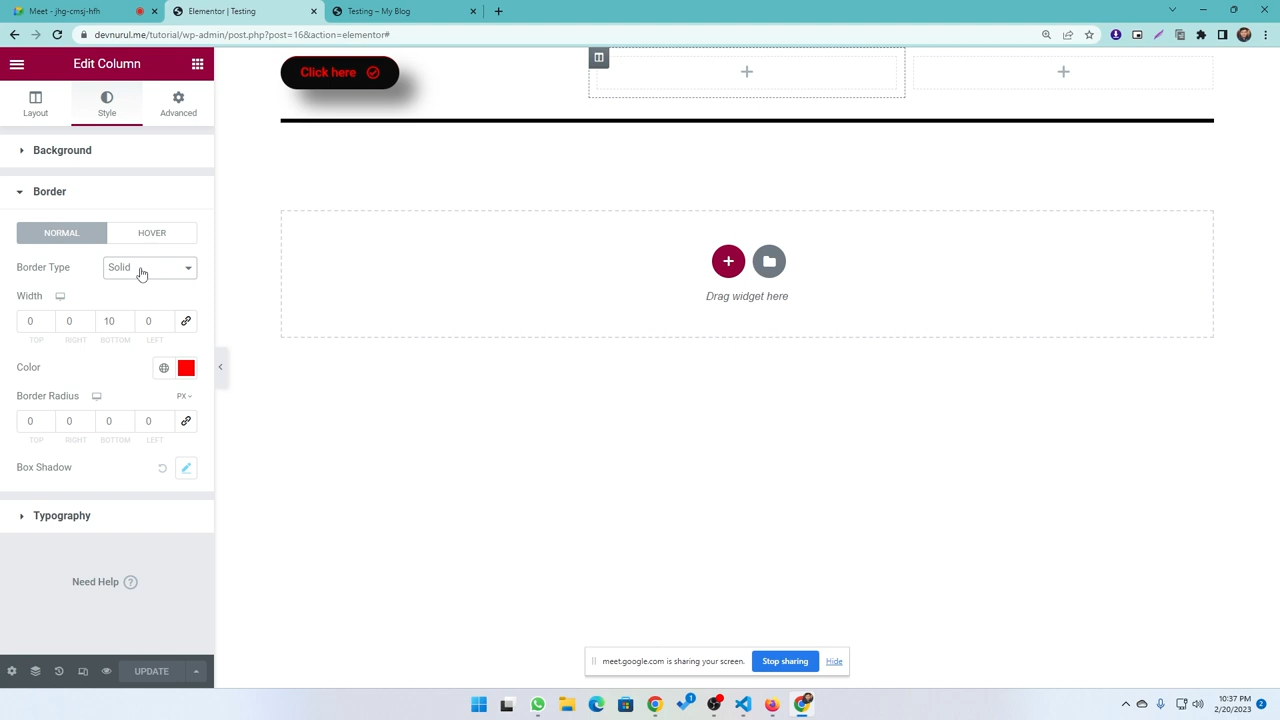 Meet - jhg-cmsj-hfh
Elementor | Testing
Testing – My Blog
devnurul.me/tutorial/wp-admin/post.php?post=16&action=elementor#
Edit Column
Layout
Style
Advanced
Background
Border
NORMAL
HOVER
Border Type
Solid
Width
0
0
10
0
TOP
RIGHT
BOTTOM
LEFT
Color
Border Radius
PX
0
0
0
0
TOP
RIGHT
BOTTOM
LEFT
Box Shadow
Typography
Need Help
UPDATE
Click here
Drag widget here
meet.google.com is sharing your screen.
Stop sharing
Hide
1
10:37 PM
2/20/2023
2